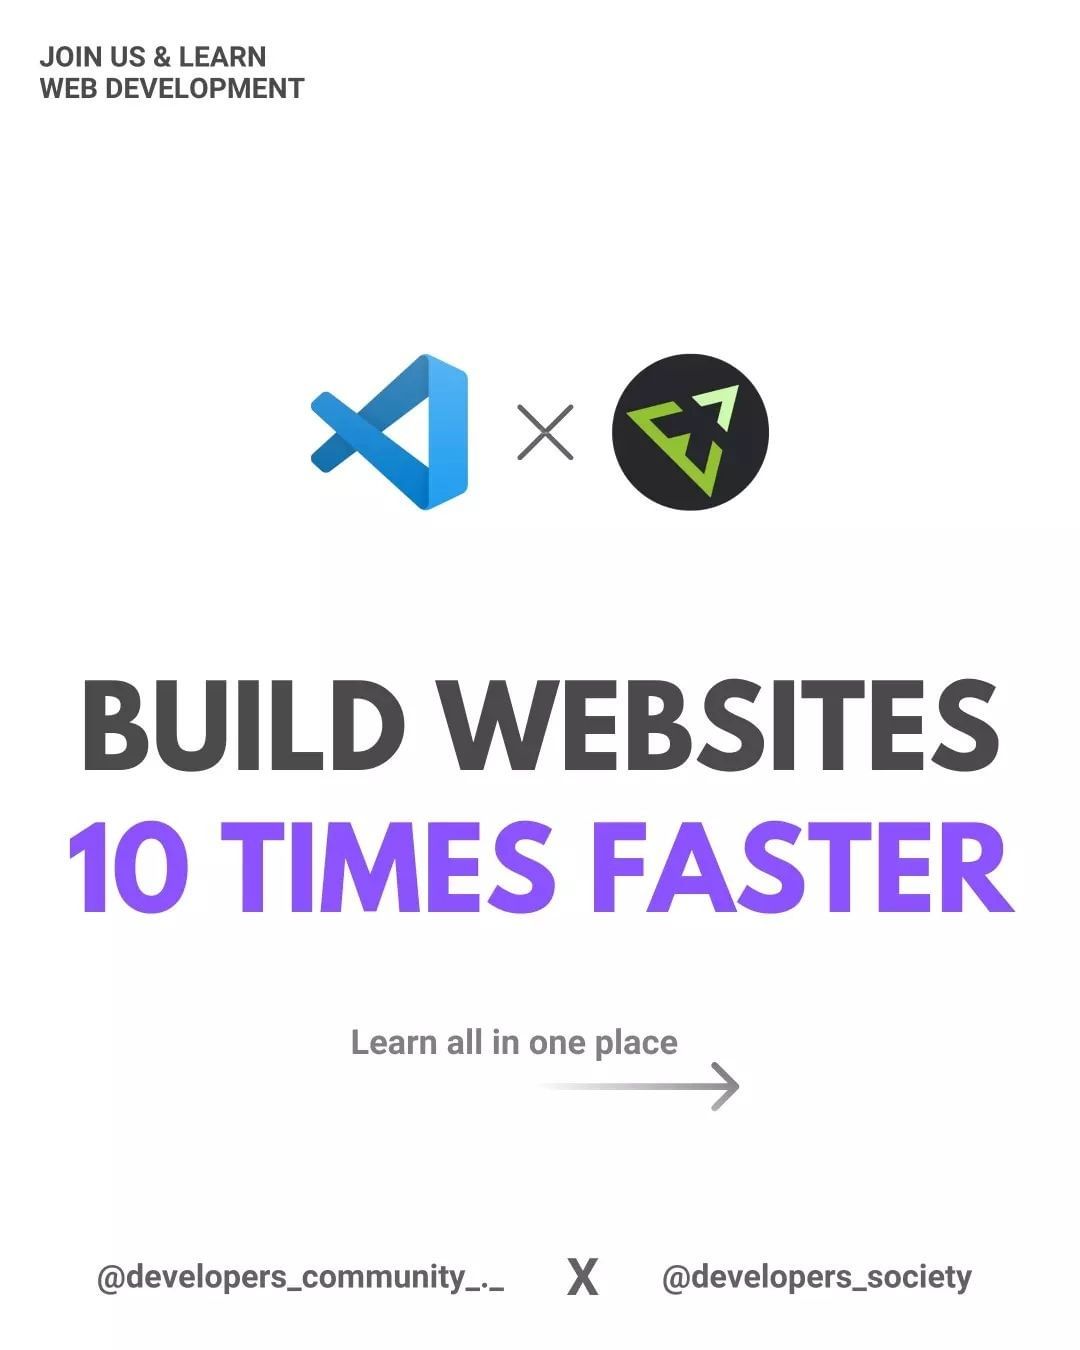 JOIN US & LEARN
WEB DEVELOPMENT
BUILD WEBSITES
10 TIMES FASTER
Learn all in one place
@developers_community_._ X @developers_society